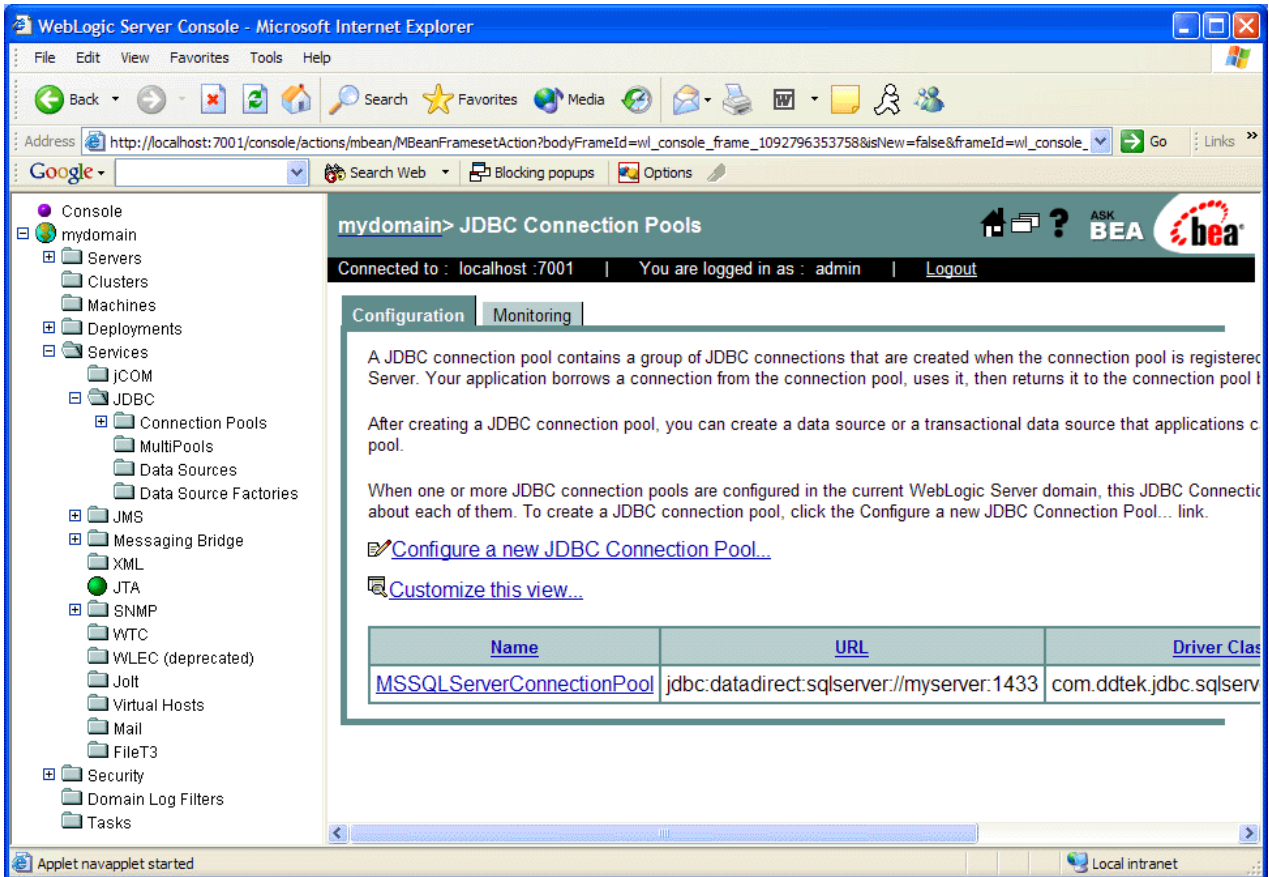 WebLogic Server Console - Microsoft Internet Explorer
File Edit View Favorites Tools Help
Back Search Favorites Media
Address http://localhost:7001/console/actions/mbean/MBeanFramesetAction?bodyFrameId=wl_console_frame_1092796353758&isNew=false&frameId=wl_console_ Go Links »
Google Search Web Blocking popups Options
Console
mydomain
Servers
Clusters
Machines
Deployments
Services
jCOM
JDBC
Connection Pools
MultiPools
Data Sources
Data Source Factories
JMS
Messaging Bridge
XML
JTA
SNMP
WTC
WLEC (deprecated)
Jolt
Virtual Hosts
Mail
FileT3
Security
Domain Log Filters
Tasks
mydomain> JDBC Connection Pools
? ASK BEA bea
Connected to : localhost :7001 | You are logged in as : admin | Logout
Configuration Monitoring
A JDBC connection pool contains a group of JDBC connections that are created when the connection pool is registered
Server. Your application borrows a connection from the connection pool, uses it, then returns it to the connection pool
After creating a JDBC connection pool, you can create a data source or a transactional data source that applications c
pool.
When one or more JDBC connection pools are configured in the current WebLogic Server domain, this JDBC Connectio
about each of them. To create a JDBC connection pool, click the Configure a new JDBC Connection Pool... link.
Configure a new JDBC Connection Pool...
Customize this view...
Name URL Driver Clas
MSSQLServerConnectionPool jdbc:datadirect:sqlserver://myserver:1433 com.ddtek.jdbc.sqlserv
Applet navapplet started Local intranet